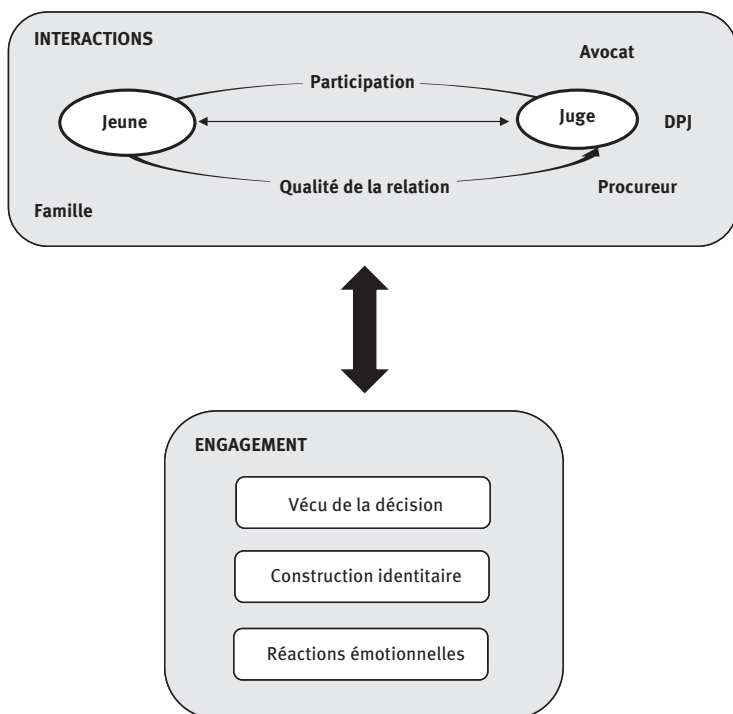 INTERACTIONS
Avocat
Participation
Jeune
Juge
DPJ
Qualité de la relation
Procureur
Famille
ENGAGEMENT
Vécu de la décision
Construction identitaire
Réactions émotionnelles